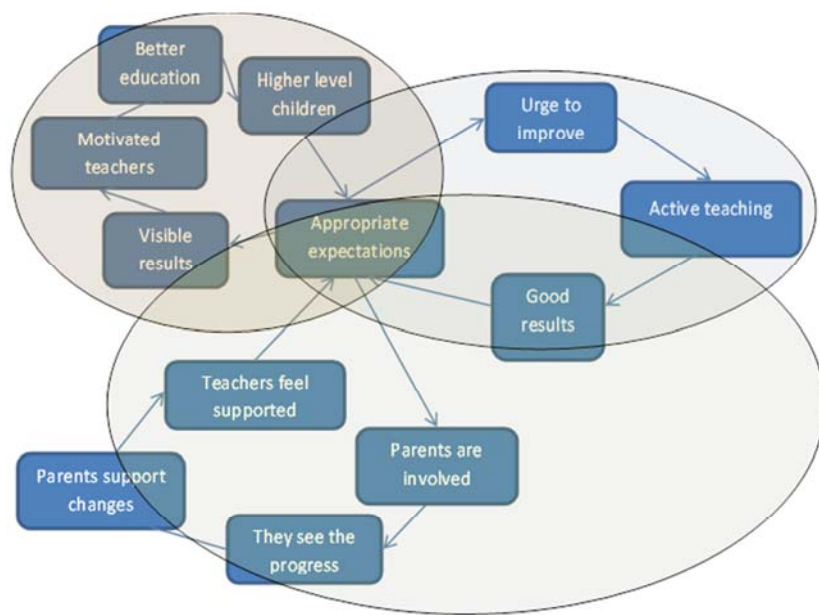 Better
education
Higher level
children
Urge to
improve
Motivated
teachers
Active teaching
Visible
results
Appropriate
expectations
Good
results
Teachers feel
supported
Parents are
involved
Parents support
changes
They see the
progress